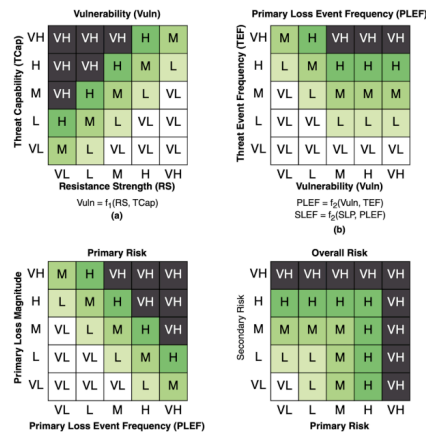 Vulnerability (Vuln)
Threat Capability (TCap)
VH VH VH VH H M
H VH VH H M L
M VH H M L VL
L H M L VL VL
VL M L VL VL VL
VL L M H VH
Resistance Strength (RS)
Vuln = f1(RS, TCap)
(a)
Primary Loss Event Frequency (PLEF)
Threat Event Frequency (TEF)
VH M H VH VH VH
H L M H H H
M VL L M M M
L VL VL L L L
VL VL VL VL VL VL
VL L M H VH
Vulnerability (Vuln)
PLEF = f2(Vuln, TEF)
SLEF = f2(SLP, PLEF)
(b)
Primary Risk
Primary Loss Magnitude
VH M H VH VH VH
H L M H VH VH
M VL L M H VH
L VL VL L M H
VL VL VL VL L M
VL L M H VH
Primary Loss Event Frequency (PLEF)
Overall Risk
Secondary Risk
VH VH VH VH VH VH
H H H H H VH
M M M M H VH
L L L M H VH
VL VL L M H VH
VL L M H VH
Primary Risk